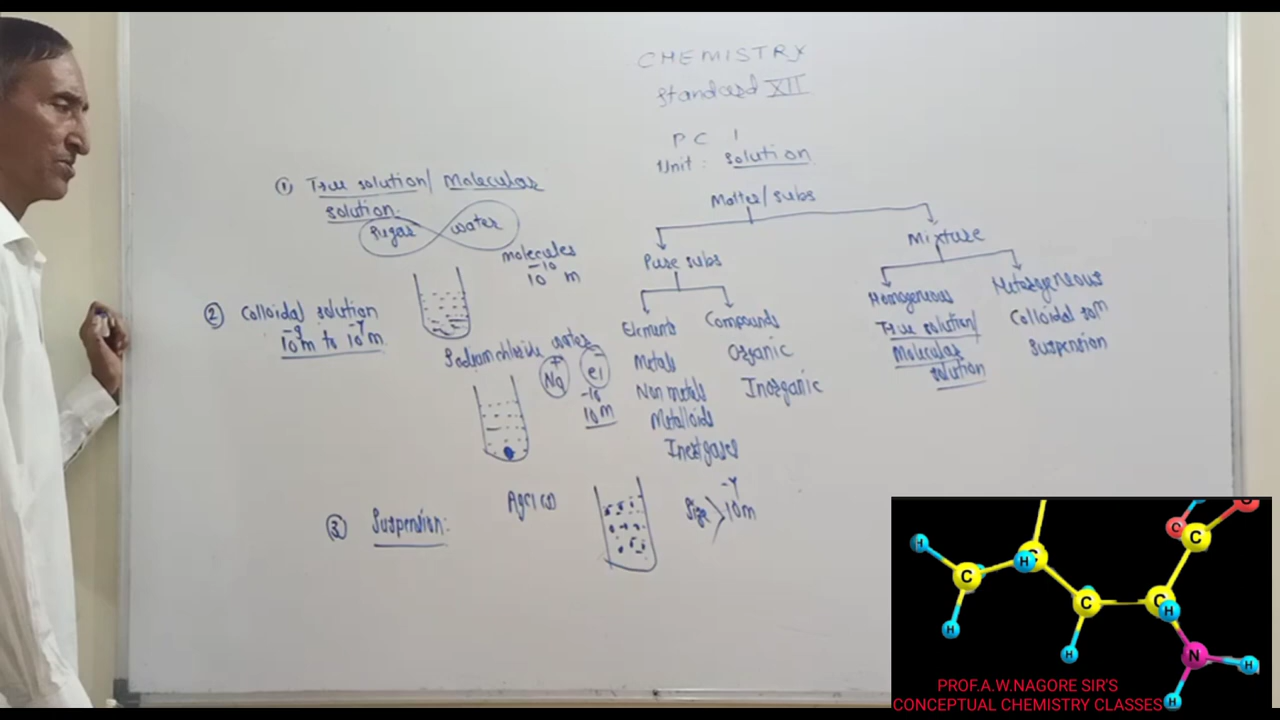 CHEMISTRY
Standard XII
PC 1
Unit: solution
Matter/subs
Pure subs
Mixture
Elements
Compounds
Metals
Organic
Non metals
Inorganic
Metalloids
Inert gases
Homogeneous
Heterogeneous
True solution/
Molecular
solution
Colloidal soln
Suspension
① True solution/ Molecular
solution.
Sugar water
molecules
10⁻¹⁰ m
② Colloidal solution
10⁻⁹m to 10⁻⁷m
Sodium chloride water
Na⁺ Cl⁻
10⁻¹⁰m
③ Suspension:
AgCl(s)
Size > 10⁻⁷m
H C H C H C H C H C O O N H H
PROF.A.W.NAGORE SIR'S
CONCEPTUAL CHEMISTRY CLASSES